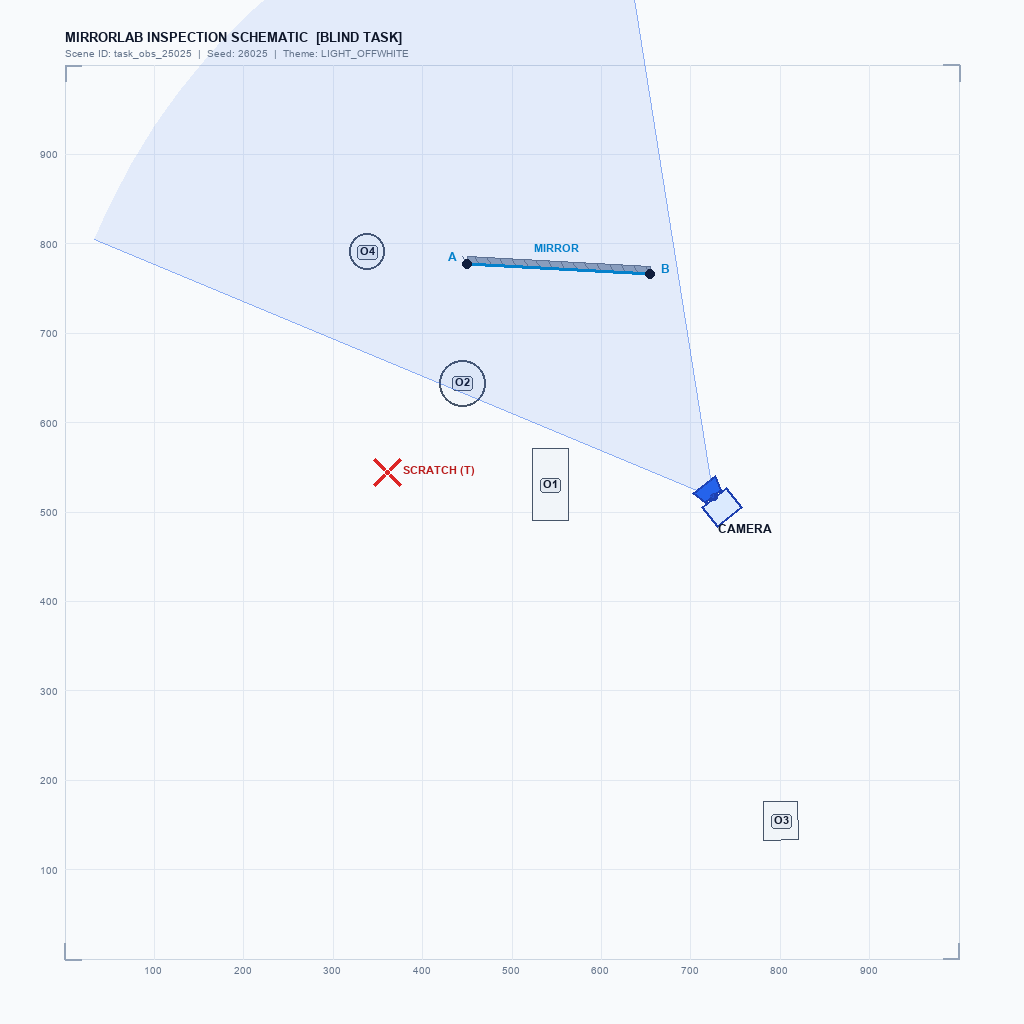 MIRRORLAB INSPECTION SCHEMATIC [BLIND TASK]
Scene ID: task_obs_25025 | Seed: 26025 | Theme: LIGHT_OFFWHITE
900
800
700
600
500
400
300
200
100
MIRROR
A
B
O4
O2
SCRATCH (T)
O1
CAMERA
O3
100 200 300 400 500 600 700 800 900